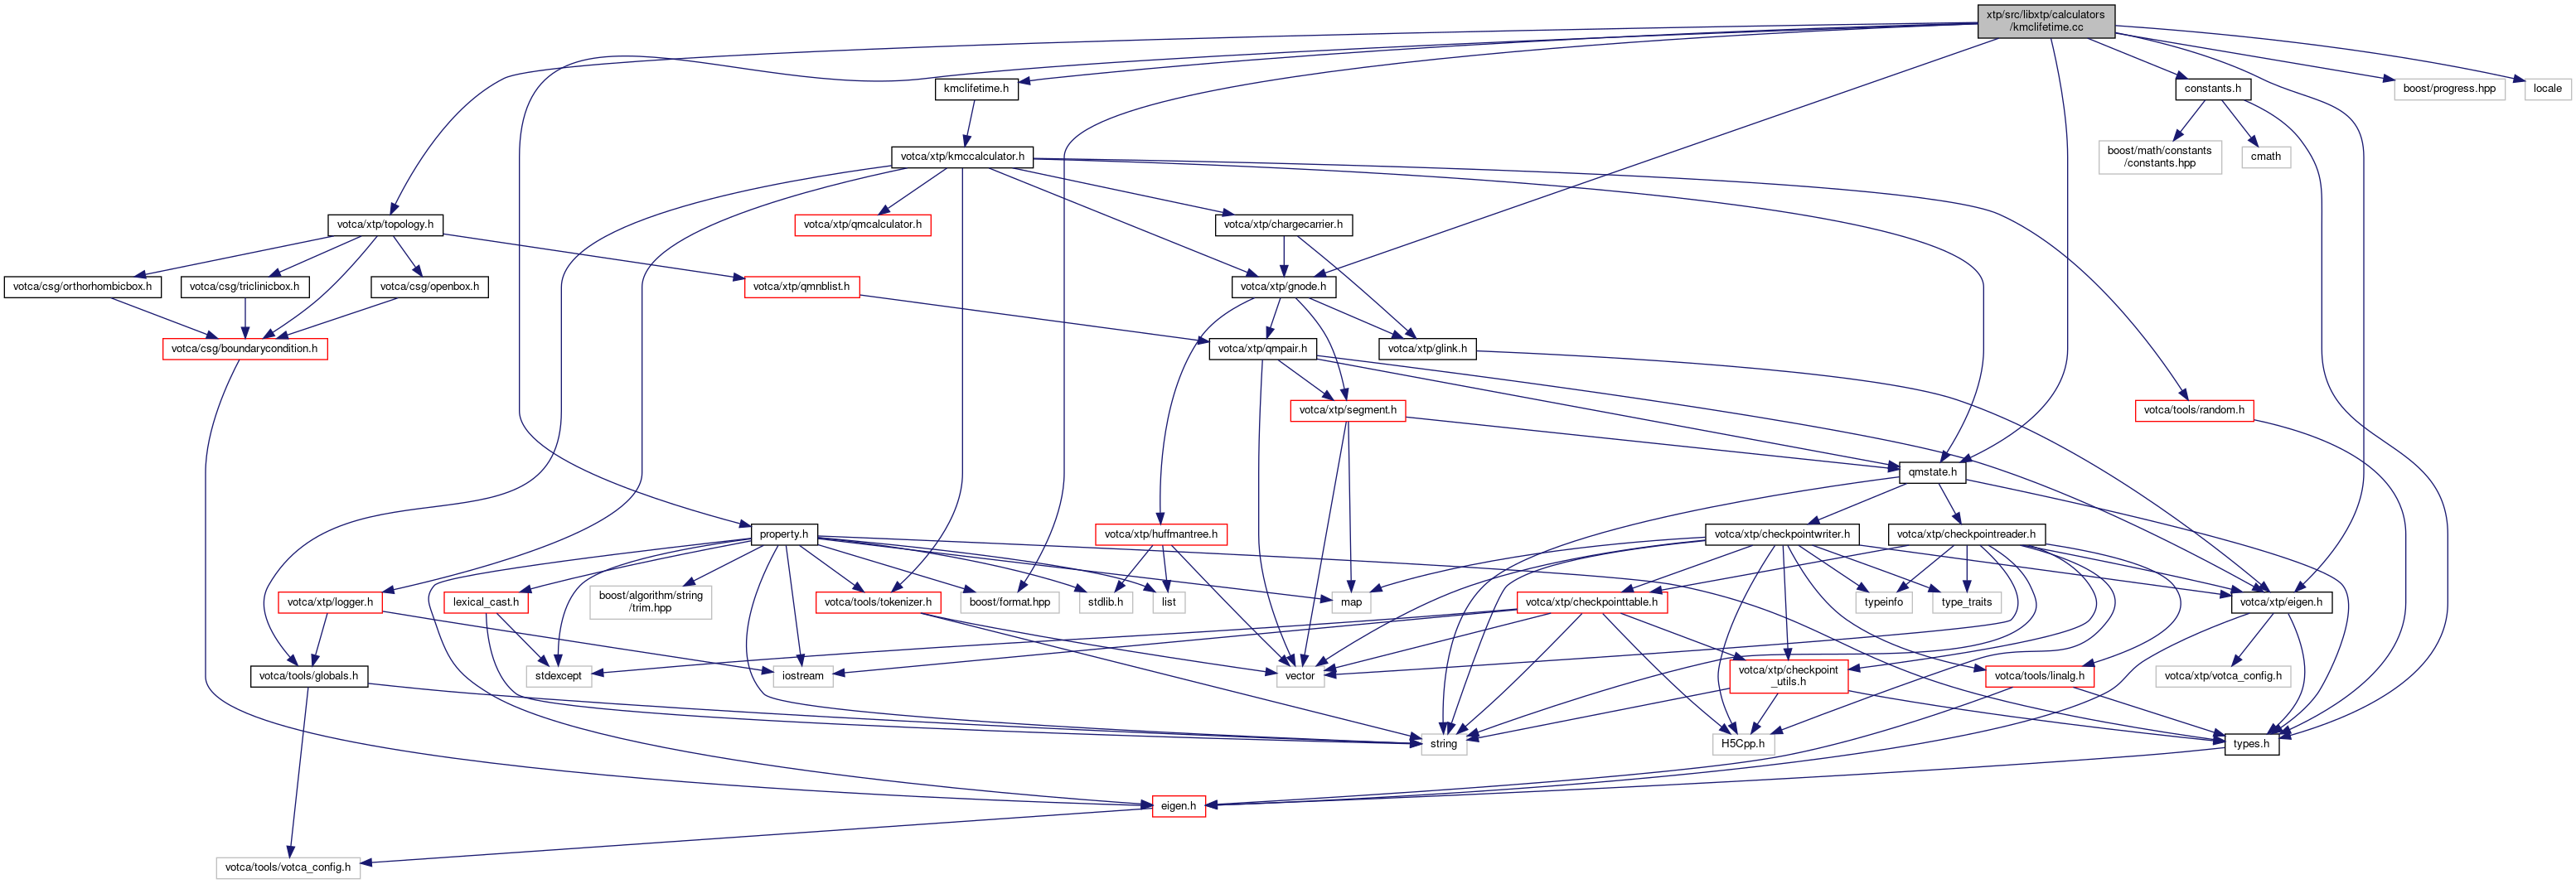 xtp/src/libxtp/calculators
/kmclifetime.cc
kmclifetime.h
constants.h
boost/progress.hpp
locale
votca/xtp/kmccalculator.h
boost/math/constants
/constants.hpp
cmath
votca/xtp/topology.h
votca/xtp/qmcalculator.h
votca/xtp/chargecarrier.h
votca/csg/orthorhombicbox.h
votca/csg/triclinicbox.h
votca/csg/openbox.h
votca/xtp/qmnblist.h
votca/xtp/gnode.h
votca/csg/boundarycondition.h
votca/xtp/qmpair.h
votca/xtp/glink.h
votca/xtp/segment.h
votca/tools/random.h
qmstate.h
property.h
votca/xtp/huffmantree.h
votca/xtp/checkpointwriter.h
votca/xtp/checkpointreader.h
votca/xtp/logger.h
lexical_cast.h
boost/algorithm/string
/trim.hpp
votca/tools/tokenizer.h
boost/format.hpp
stdlib.h
list
map
votca/xtp/checkpointtable.h
typeinfo
type_traits
votca/xtp/eigen.h
votca/tools/globals.h
stdexcept
iostream
vector
votca/xtp/checkpoint
_utils.h
votca/tools/linalg.h
votca/xtp/votca_config.h
string
H5Cpp.h
types.h
eigen.h
votca/tools/votca_config.h